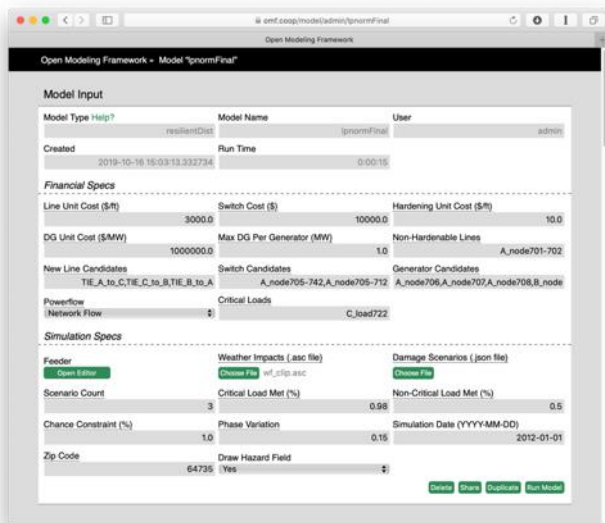 omf.coop/model/admin/lpnormFinal
Open Modeling Framework
Open Modeling Framework » Model "lpnormFinal"
Model Input
Model Type Help? Model Name User
resilientDist lpnormFinal admin
Created Run Time
2019-10-16 15:03:13.332734 0:00:15
Financial Specs
Line Unit Cost ($/ft) Switch Cost ($) Hardening Unit Cost ($/ft)
3000.0 10000.0 10.0
DG Unit Cost ($/MW) Max DG Per Generator (MW) Non-Hardenable Lines
1000000.0 1.0 A_node701-702
New Line Candidates Switch Candidates Generator Candidates
TIE_A_to_C,TIE_C_to_B,TIE_B_to_A A_node705-742,A_node705-712 A_node706,A_node707,A_node708,B_node
Powerflow Critical Loads
Network Flow C_load722
Simulation Specs
Feeder Weather Impacts (.asc file) Damage Scenarios (.json file)
Open Editor Choose File wf_clip.asc Choose File
Scenario Count Critical Load Met (%) Non-Critical Load Met (%)
3 0.98 0.5
Chance Constraint (%) Phase Variation Simulation Date (YYYY-MM-DD)
1.0 0.15 2012-01-01
Zip Code Draw Hazard Field
64735 Yes
Delete Share Duplicate Run Model